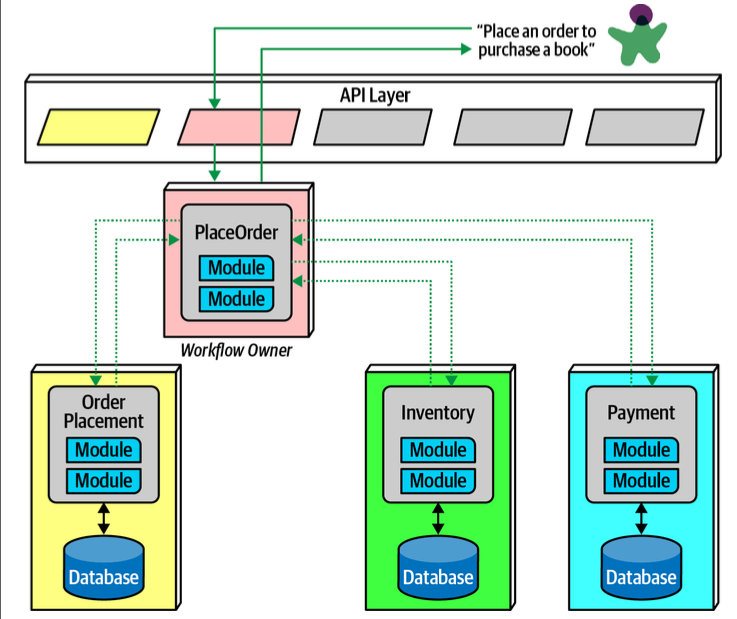 “Place an order to
purchase a book”
API Layer
PlaceOrder
Module
Module
Workflow Owner
Order
Placement
Module
Module
Database
Inventory
Module
Module
Database
Payment
Module
Module
Database